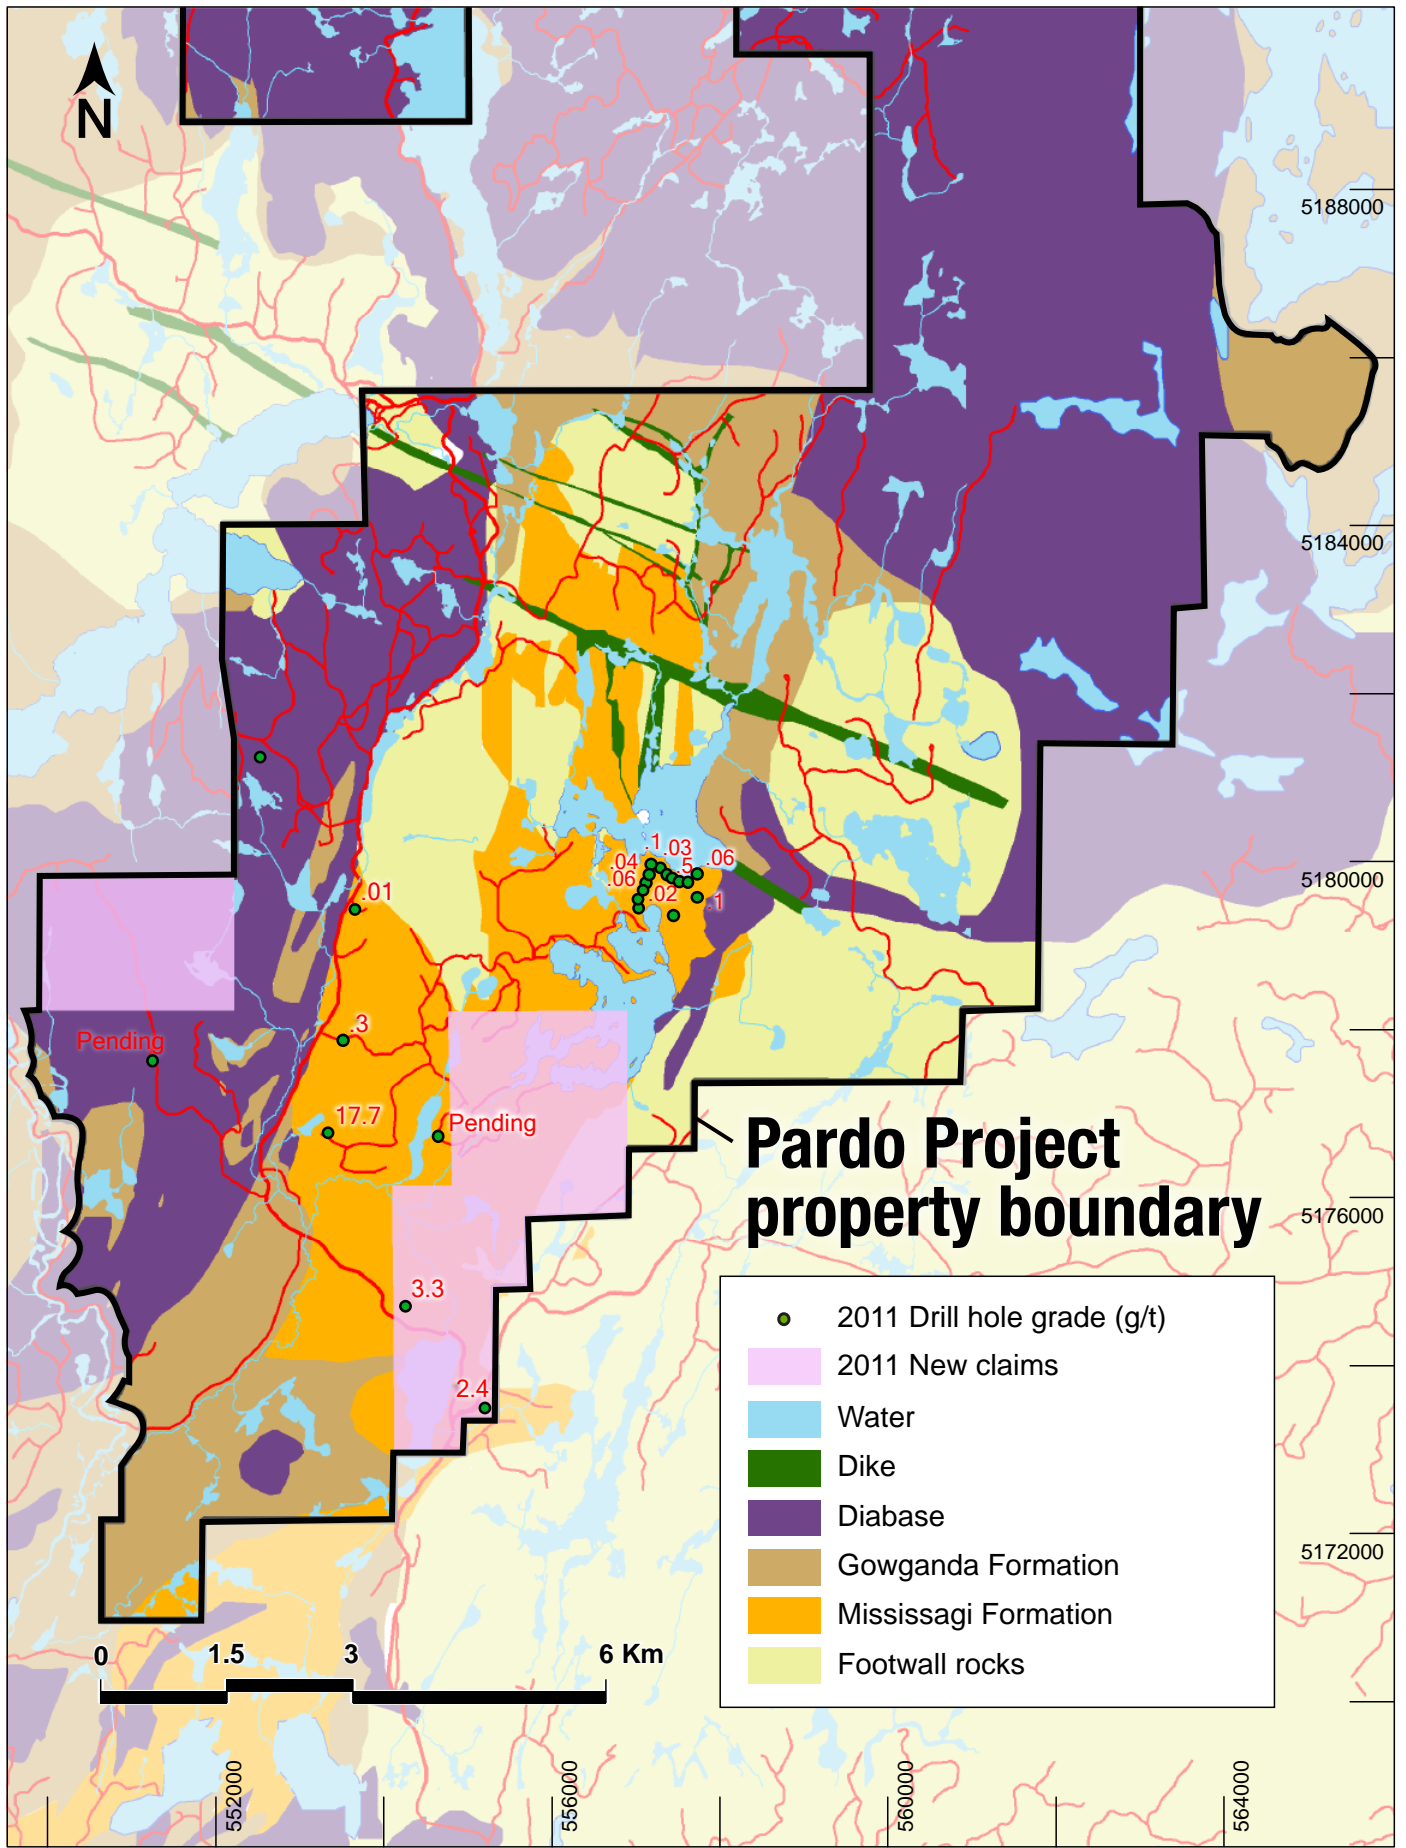 N
5188000
5184000
.1
.03
.04
.5
.06
.06
.02
.1
5180000
.01
.3
Pending
17.7
Pending
Pardo Project
property boundary
5176000
3.3
2.4
2011 Drill hole grade (g/t)
2011 New claims
Water
Dike
Diabase
Gowganda Formation
Mississagi Formation
Footwall rocks
5172000
0 1.5 3 6 Km
552000
556000
560000
564000